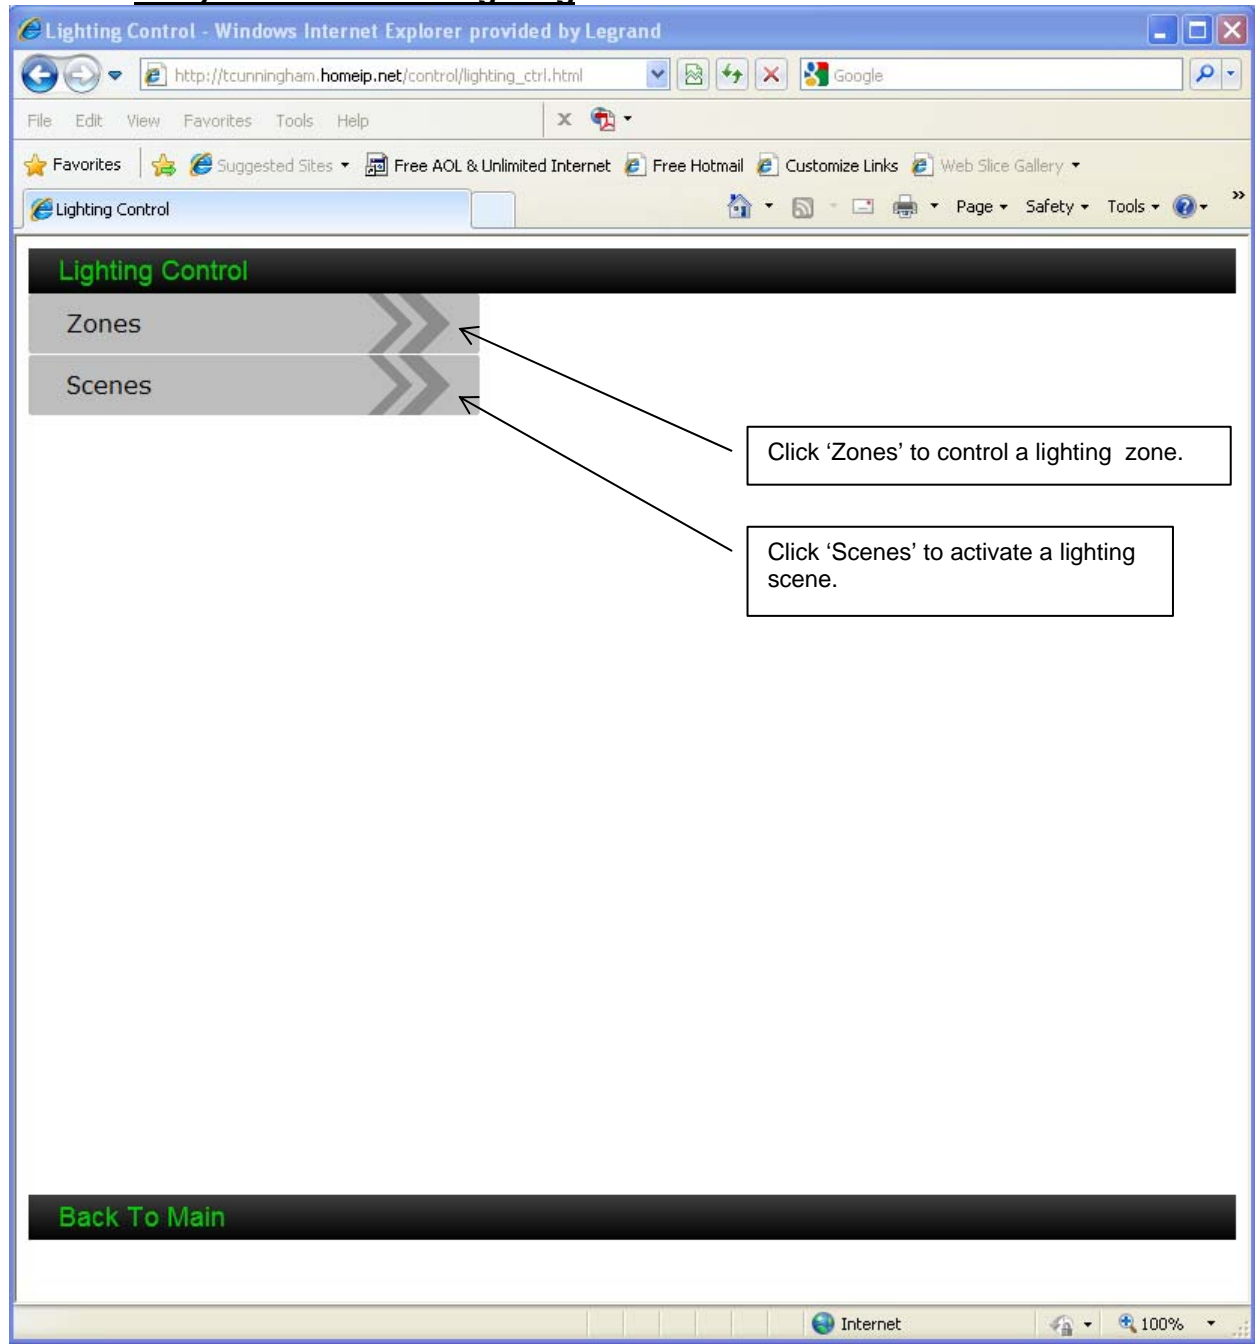 Lighting Control - Windows Internet Explorer provided by Legrand
http://tcunningham.homeip.net/control/lighting_ctrl.html
Google
File Edit View Favorites Tools Help
x
Favorites Suggested Sites Free AOL & Unlimited Internet Free Hotmail Customize Links Web Slice Gallery
Lighting Control
Page Safety Tools »
Lighting Control
Zones
Scenes
Click ‘Zones’ to control a lighting zone.
Click ‘Scenes’ to activate a lighting
scene.
Back To Main
Internet 100%